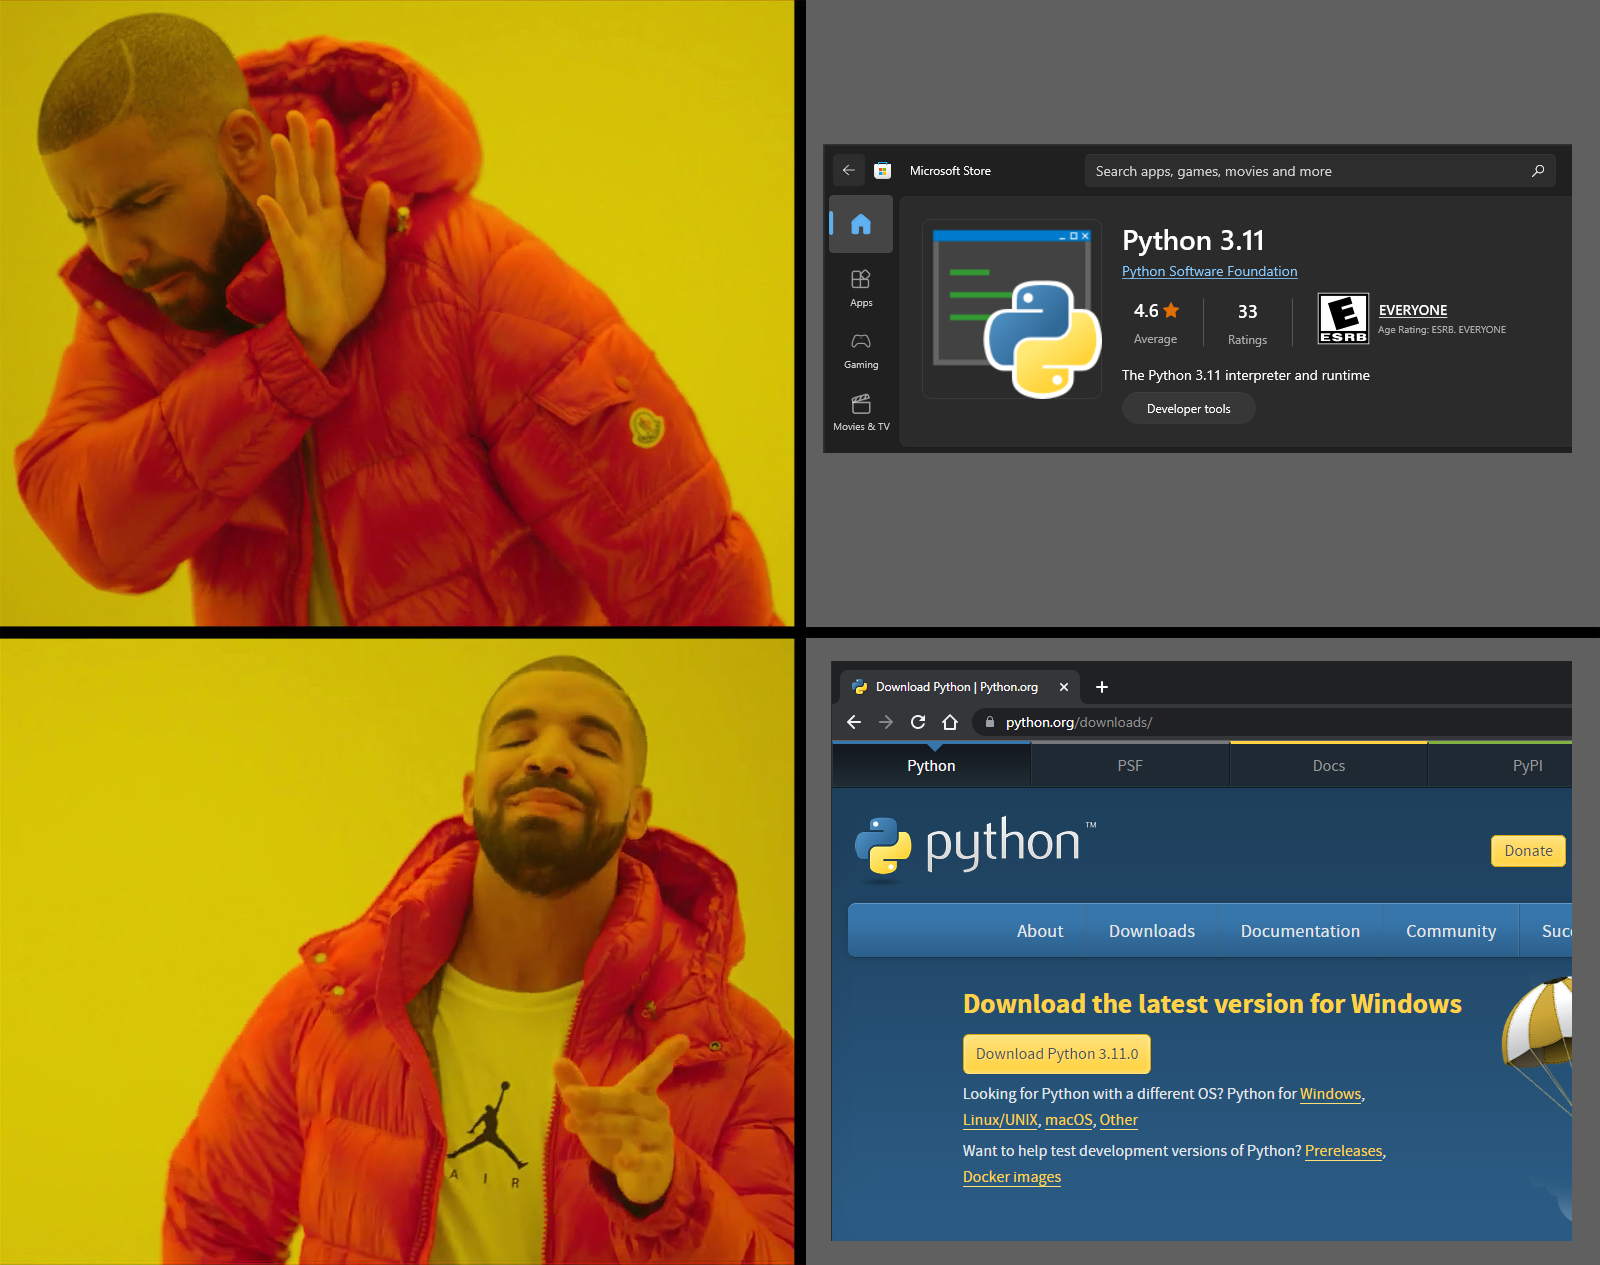 Microsoft Store
Search apps, games, movies and more
Python 3.11
Python Software Foundation
4.6
33
EVERYONE
Average
Ratings
Age Rating: ESRB. EVERYONE
E
ESRB
The Python 3.11 interpreter and runtime
Developer tools
Apps
Gaming
Movies & TV
Download Python | Python.org
python.org/downloads/
Python
PSF
Docs
PyPI
python™
Donate
About
Downloads
Documentation
Community
Succ
Download the latest version for Windows
Download Python 3.11.0
Looking for Python with a different OS? Python for Windows,
Linux/UNIX, macOS, Other
Want to help test development versions of Python? Prereleases,
Docker images
AIR